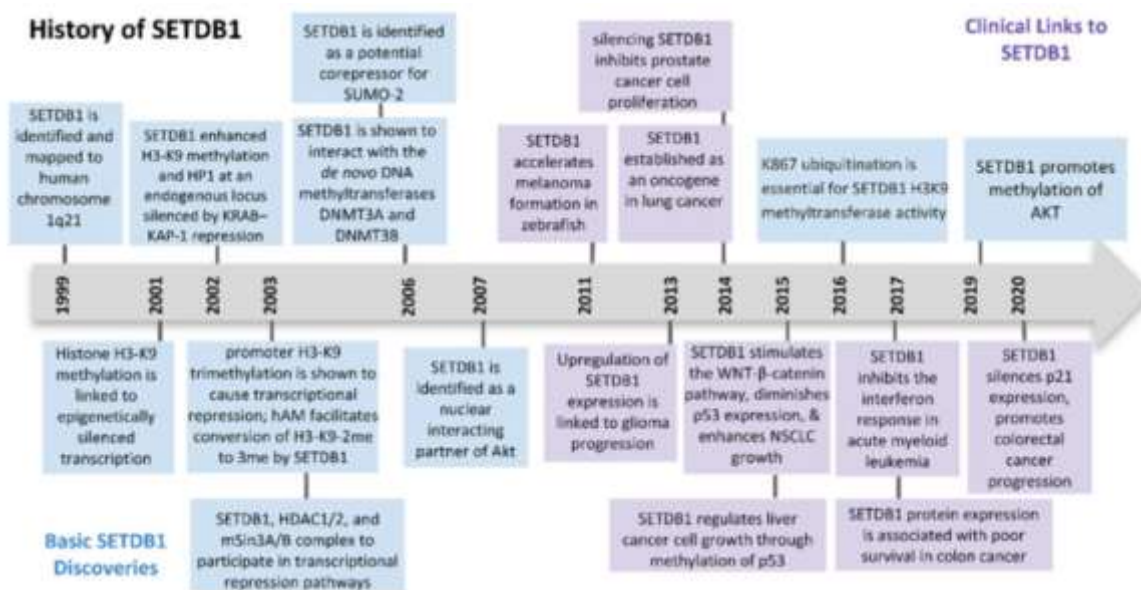 History of SETDB1
Clinical Links to
SETDB1
SETDB1 is
identified and
mapped to
human
chromosome
1q21
SETDB1 enhanced
H3-K9 methylation
and HP1 at an
endogenous locus
silenced by KRAB–
KAP-1 repression
SETDB1 is identified as a
potential corepressor for
SUMO-2
SETDB1 is shown to
interact with the
de novo DNA
methyltransferases
DNMT3A and
DNMT3B
SETDB1
accelerates
melanoma
formation in
zebrafish
silencing SETDB1
inhibits prostate
cancer cell
proliferation
SETDB1
established as
an oncogene
in lung cancer
K867 ubiquitination is
essential for SETDB1 H3K9
methyltransferase activity
SETDB1 promotes
methylation of
AKT
1999
2001
2002
2003
2006
2007
2011
2013
2014
2015
2016
2017
2019
2020
Histone H3-K9
methylation is
linked to
epigenetically
silenced
transcription
promoter H3-K9
trimethylation is shown to
cause transcriptional
repression; hAM facilitates
conversion of H3-K9-2me
to 3me by SETDB1
SETDB1, HDAC1/2, and
mSin3A/B complex to
participate in transcriptional
repression pathways
SETDB1 is
identified as a
nuclear
interacting
partner of Akt
Upregulation of
SETDB1
expression is
linked to glioma
progression
SETDB1 stimulates
the WNT-β-catenin
pathway, diminishes
p53 expression, &
enhances NSCLC
growth
SETDB1 regulates liver
cancer cell growth through
methylation of p53
SETDB1
inhibits the
interferon
response in
acute myeloid
leukemia
SETDB1 protein expression
is associated with poor
survival in colon cancer
SETDB1
silences p21
expression,
promotes
colorectal
cancer
progression
Basic SETDB1
Discoveries